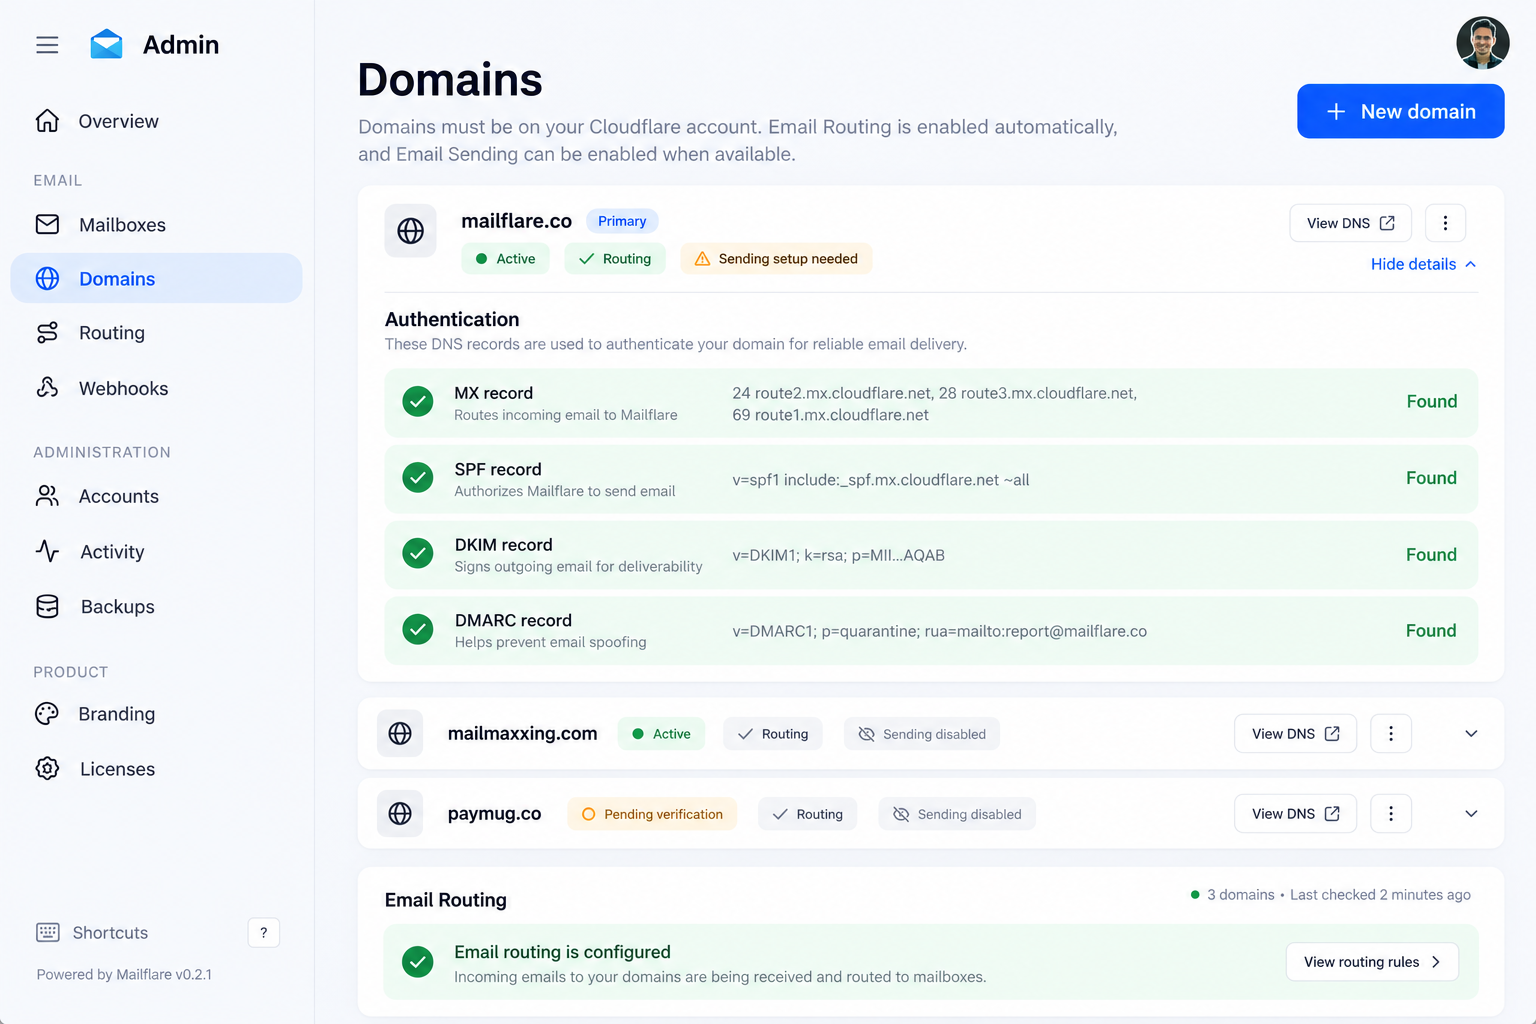 Admin
Overview
EMAIL
Mailboxes
Domains
Routing
Webhooks
ADMINISTRATION
Accounts
Activity
Backups
PRODUCT
Branding
Licenses
Shortcuts ?
Powered by Mailflare v0.2.1
Domains
Domains must be on your Cloudflare account. Email Routing is enabled automatically,
and Email Sending can be enabled when available.
New domain
mailflare.co Primary
Active Routing Sending setup needed
View DNS
Hide details
Authentication
These DNS records are used to authenticate your domain for reliable email delivery.
MX record
Routes incoming email to Mailflare
24 route2.mx.cloudflare.net, 28 route3.mx.cloudflare.net,
69 route1.mx.cloudflare.net
Found
SPF record
Authorizes Mailflare to send email
v=spf1 include:_spf.mx.cloudflare.net ~all
Found
DKIM record
Signs outgoing email for deliverability
v=DKIM1; k=rsa; p=MII...AQAB
Found
DMARC record
Helps prevent email spoofing
v=DMARC1; p=quarantine; rua=mailto:report@mailflare.co
Found
mailmaxxing.com Active Routing Sending disabled View DNS
paymug.co Pending verification Routing Sending disabled View DNS
Email Routing
3 domains • Last checked 2 minutes ago
Email routing is configured
Incoming emails to your domains are being received and routed to mailboxes.
View routing rules